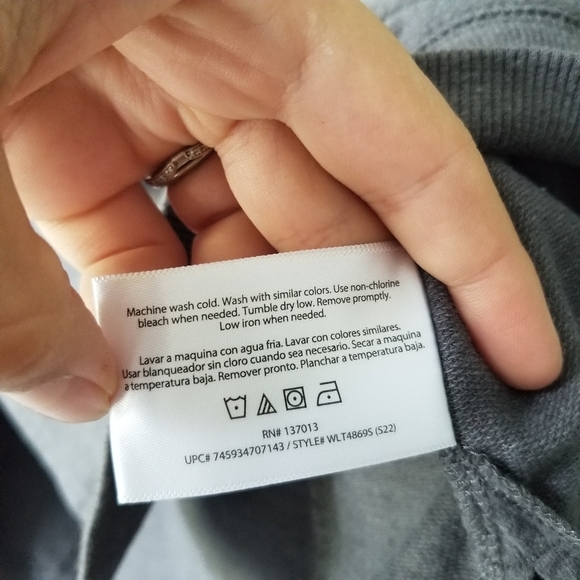 Machine wash cold. Wash with similar colors. Use non-chlorine
bleach when needed. Tumble dry low. Remove promptly.
Low iron when needed.
Lavar a maquina con agua fria. Lavar con colores similares.
Usar blanqueador sin cloro cuando sea necesario. Secar a maquina
a temperatura baja. Remover pronto. Planchar a temperatura baja.
RN# 137013
UPC# 745934707143 / STYLE# WLT4869S (S22)